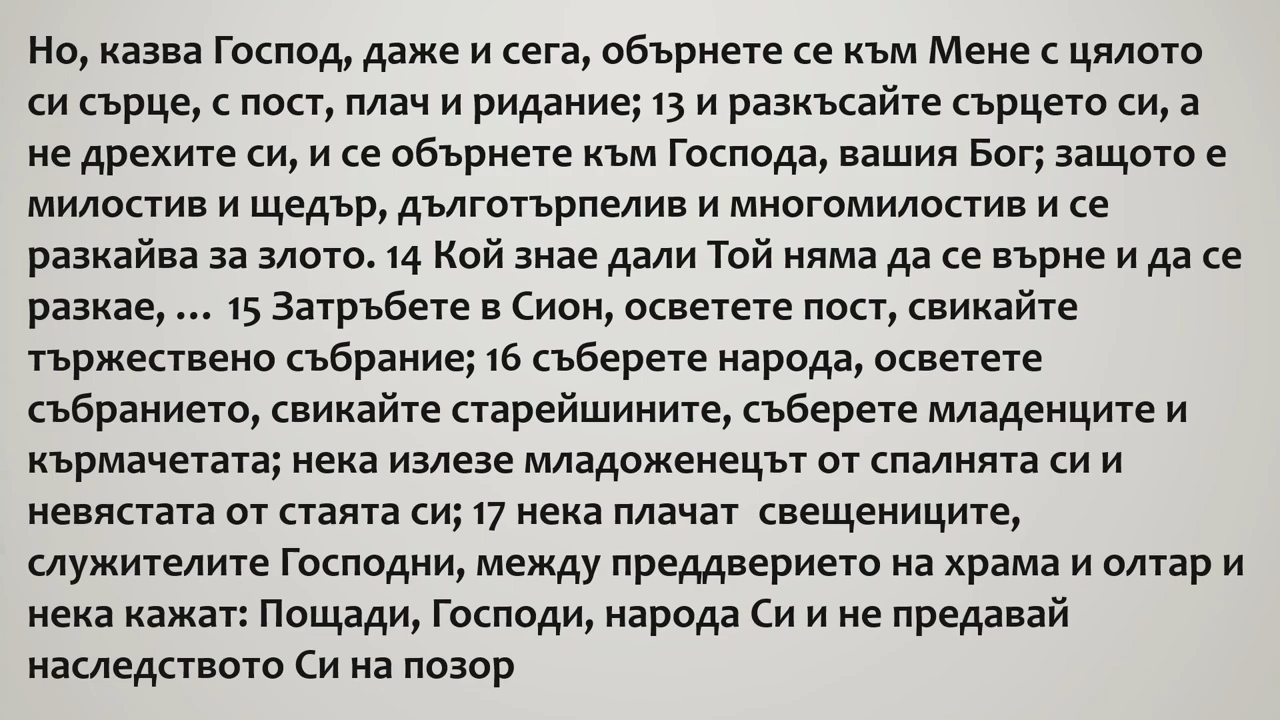 Но, казва Господ, даже и сега, обърнете се към Мене с цялото
си сърце, с пост, плач и ридание; 13 и разкъсайте сърцето си, а
не дрехите си, и се обърнете към Господа, вашия Бог; защото е
милостив и щедър, дълготърпелив и многомилостив и се
разкайва за злото. 14 Кой знае дали Той няма да се върне и да се
разкае, … 15 Затръбете в Сион, осветете пост, свикайте
тържествено събрание; 16 съберете народа, осветете
събранието, свикайте старейшините, съберете младенците и
кърмачетата; нека излезе младоженецът от спалнята си и
невястата от стаята си; 17 нека плачат  свещениците,
служителите Господни, между преддверието на храма и олтар и
нека кажат: Пощади, Господи, народа Си и не предавай
наследството Си на позор